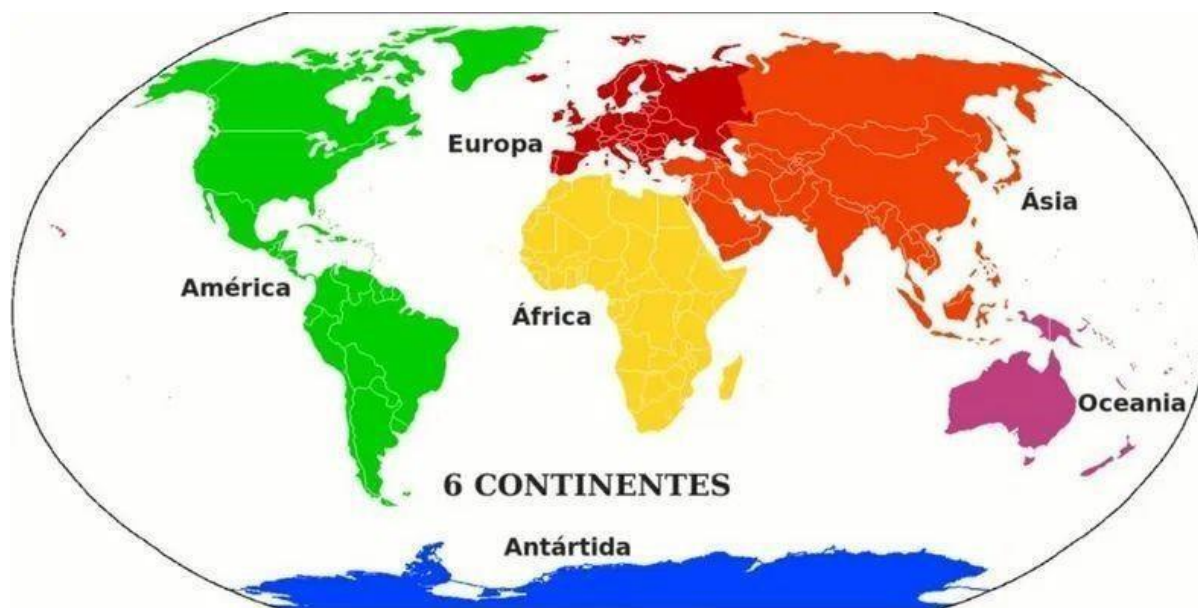 Europa
Ásia
América
África
Oceania
6 CONTINENTES
Antártida